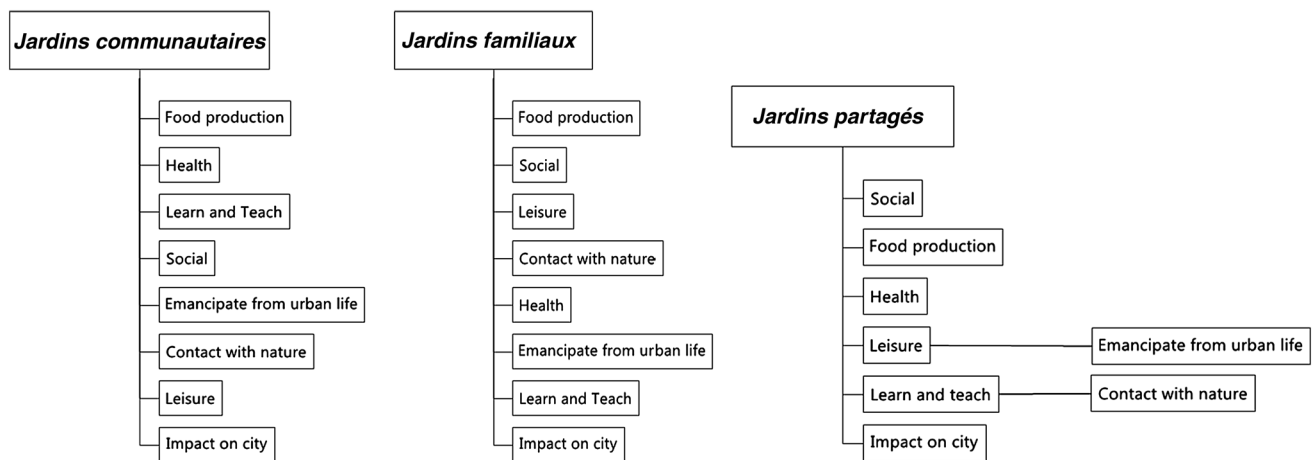 Jardins communautaires
Food production
Health
Learn and Teach
Social
Emancipate from urban life
Contact with nature
Leisure
Impact on city
Jardins familiaux
Food production
Social
Leisure
Contact with nature
Health
Emancipate from urban life
Learn and Teach
Impact on city
Jardins partagés
Social
Food production
Health
Leisure
Emancipate from urban life
Learn and teach
Contact with nature
Impact on city